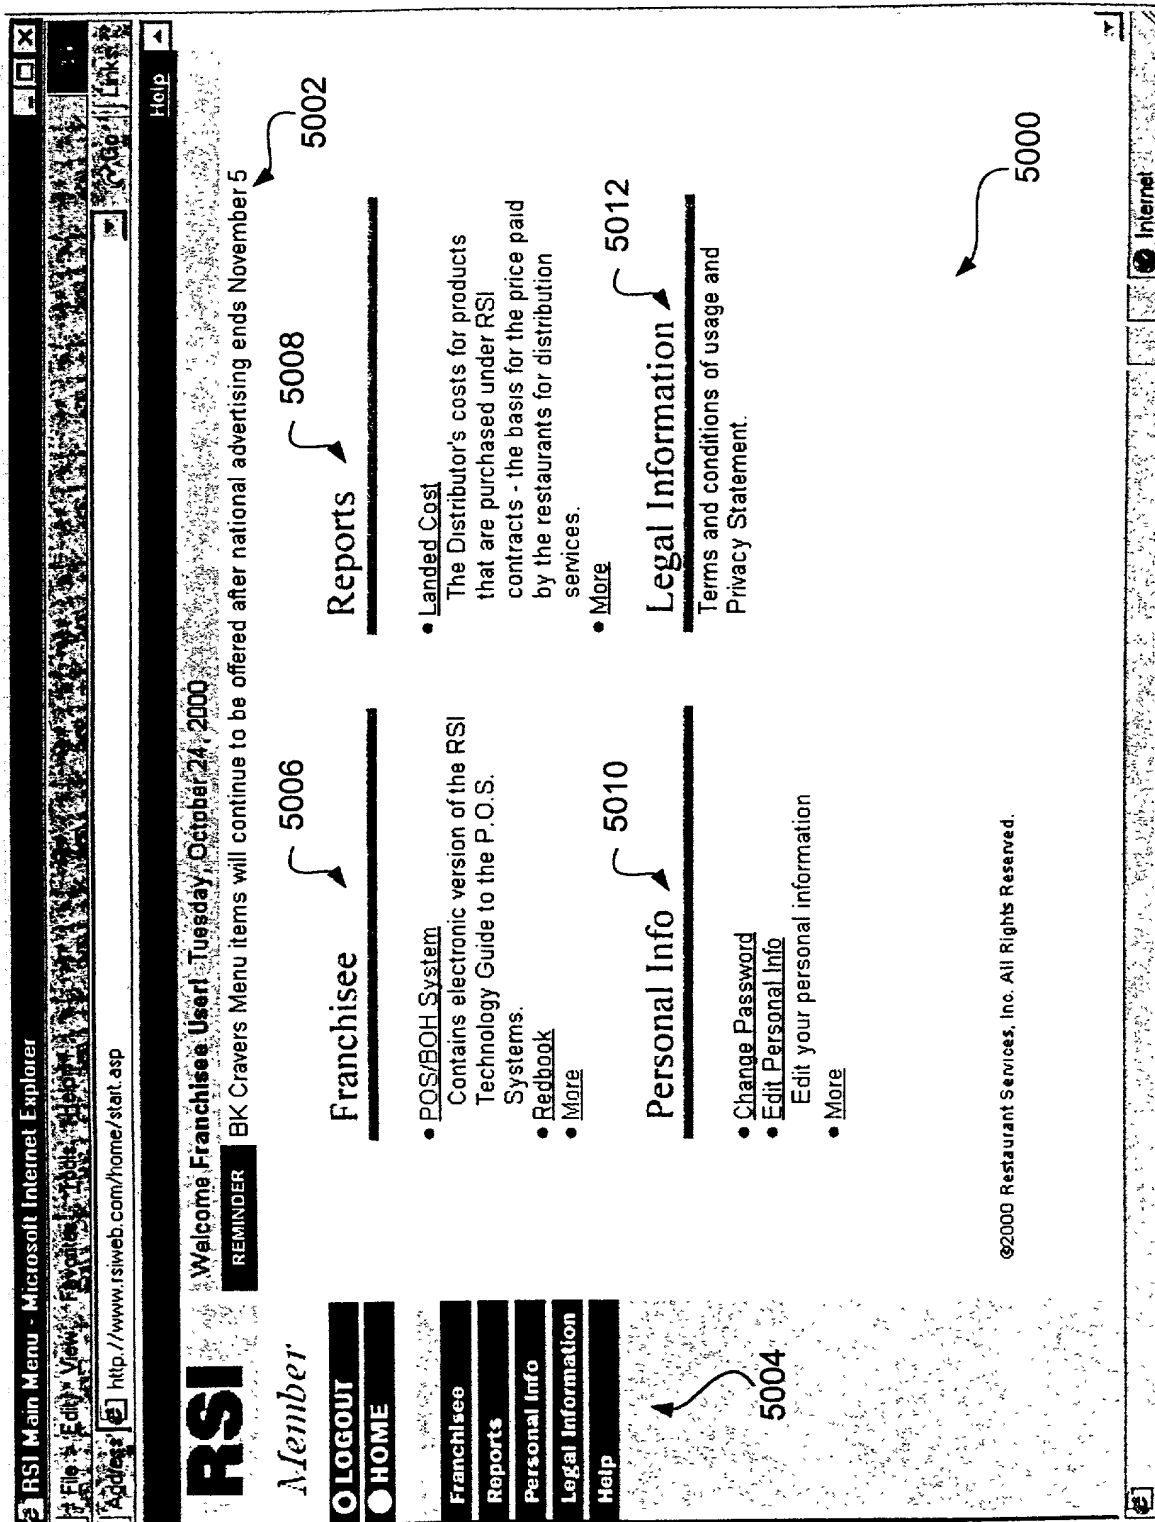 RSI Main Menu - Microsoft Internet Explorer
File Edit View Favorites Tools Help
Address http://www.rsiweb.com/home/start.asp Go Links »
Help
RSI
Welcome Franchisee User! Tuesday, October 24, 2000
REMINDER BK Cravers Menu items will continue to be offered after national advertising ends November 5
5002
Member
LOGOUT
HOME
Franchisee
Reports
Personal Info
Legal Information
Help
5004
5006
Franchisee
• POS/BOH System
Contains electronic version of the RSI
Technology Guide to the P.O.S.
Systems.
• Redbook
• More
5008
Reports
• Landed Cost
The Distributor's costs for products
that are purchased under RSI
contracts - the basis for the price paid
by the restaurants for distribution
services.
• More
5010
Personal Info
• Change Password
• Edit Personal Info
Edit your personal information
• More
5012
Legal Information
Terms and conditions of usage and
Privacy Statement.
5000
©2000 Restaurant Services, Inc. All Rights Reserved.
Internet